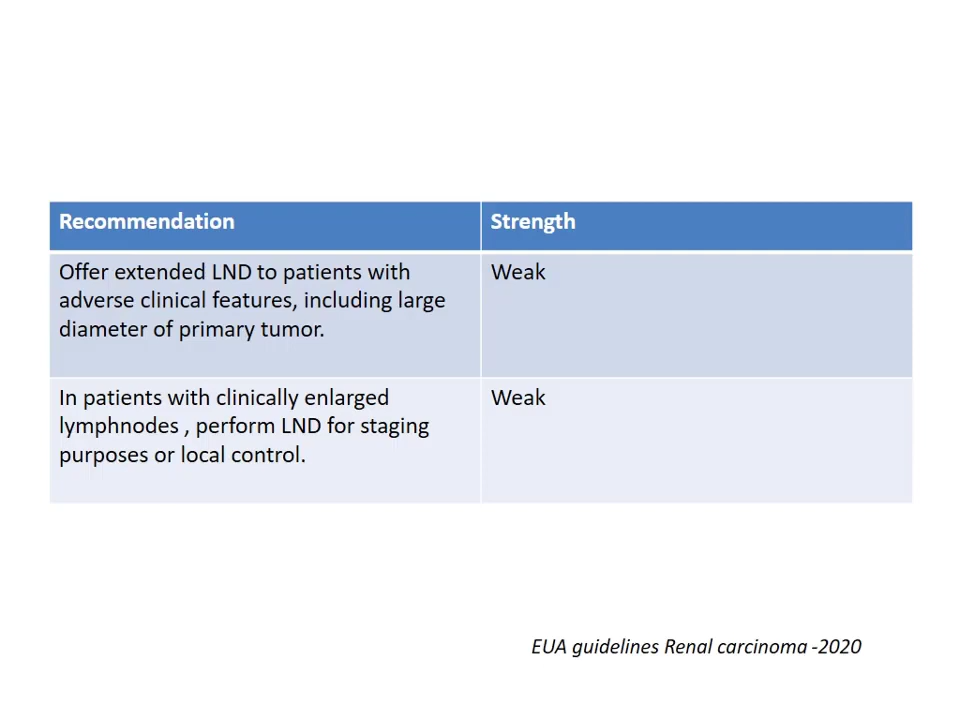 Recommendation
Strength
Offer extended LND to patients with
adverse clinical features, including large
diameter of primary tumor.
Weak
In patients with clinically enlarged
lymphnodes , perform LND for staging
purposes or local control.
Weak
EUA guidelines Renal carcinoma -2020